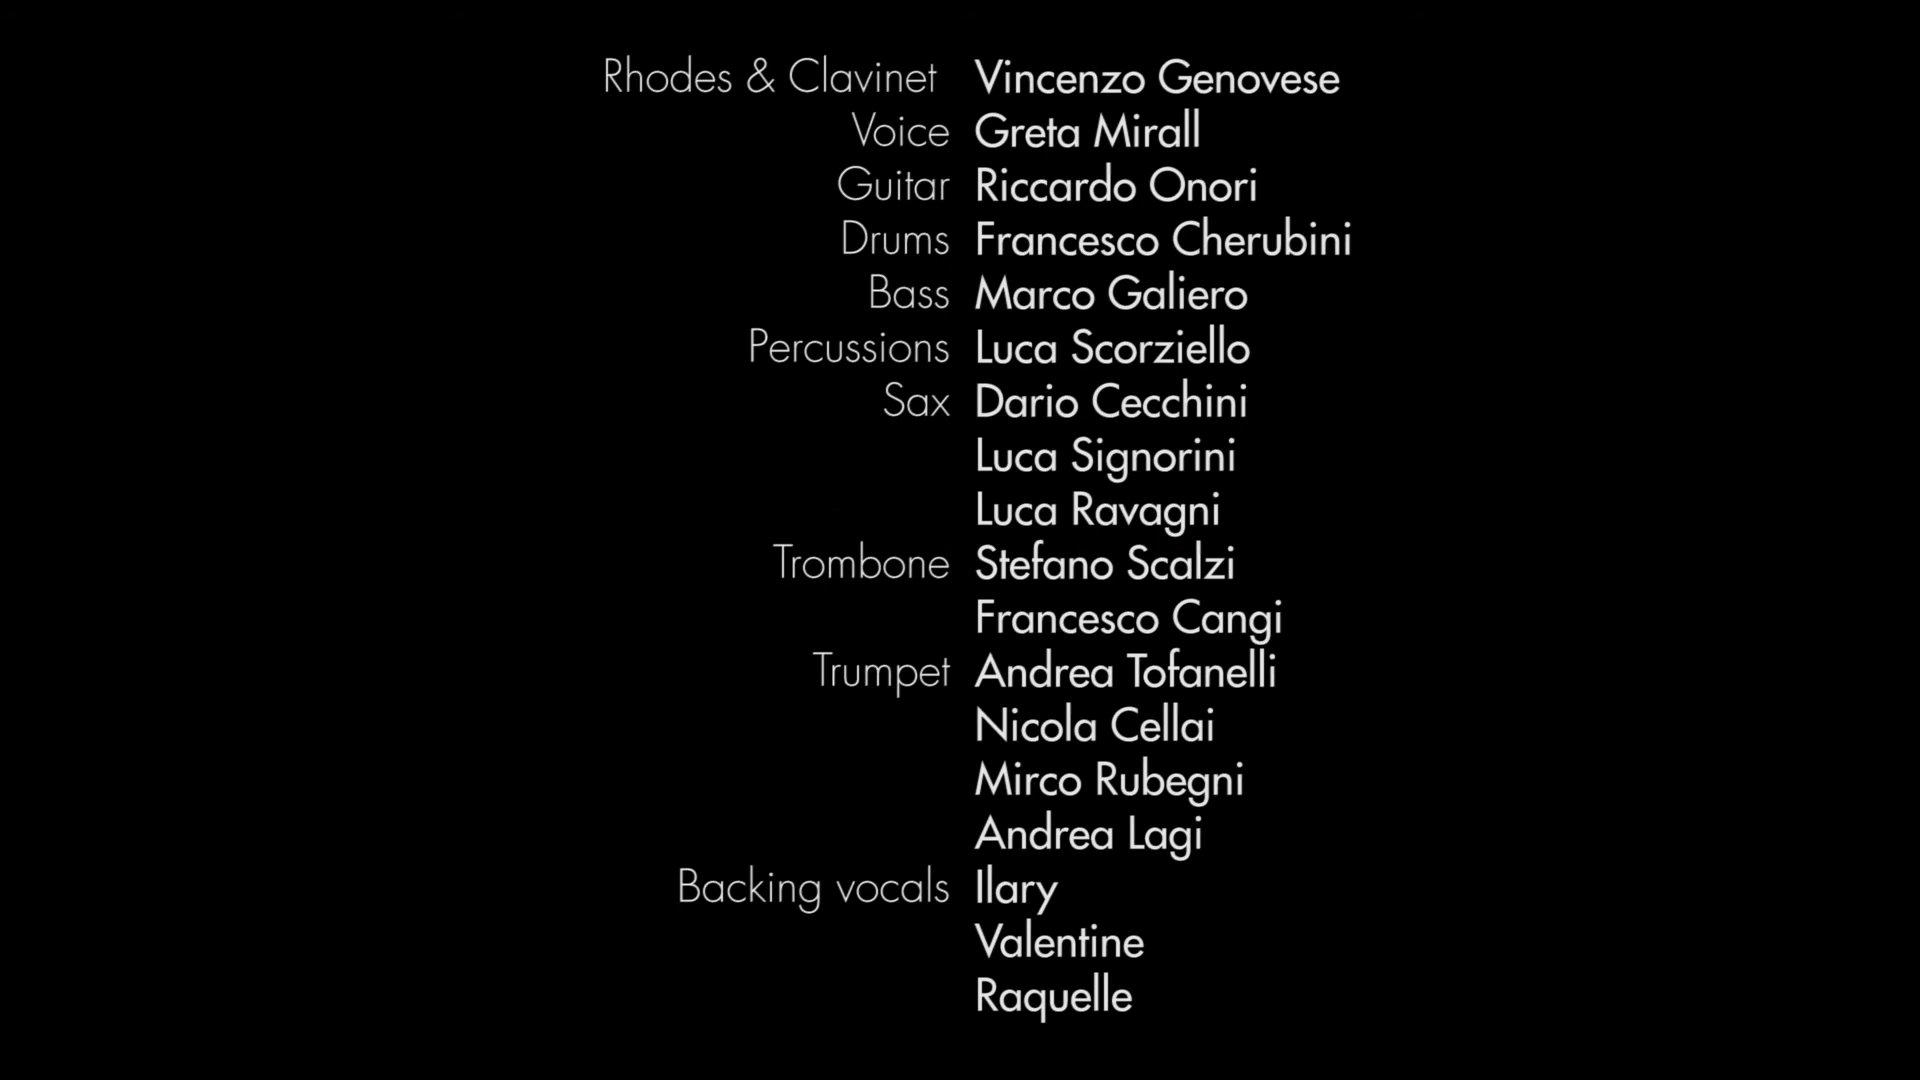 Rhodes & Clavinet Vincenzo Genovese
Voice Greta Mirall
Guitar Riccardo Onori
Drums Francesco Cherubini
Bass Marco Galiero
Percussions Luca Scorziello
Sax Dario Cecchini
Luca Signorini
Luca Ravagni
Trombone Stefano Scalzi
Francesco Cangi
Trumpet Andrea Tofanelli
Nicola Cellai
Mirco Rubegni
Andrea Lagi
Backing vocals Ilary
Valentine
Raquelle